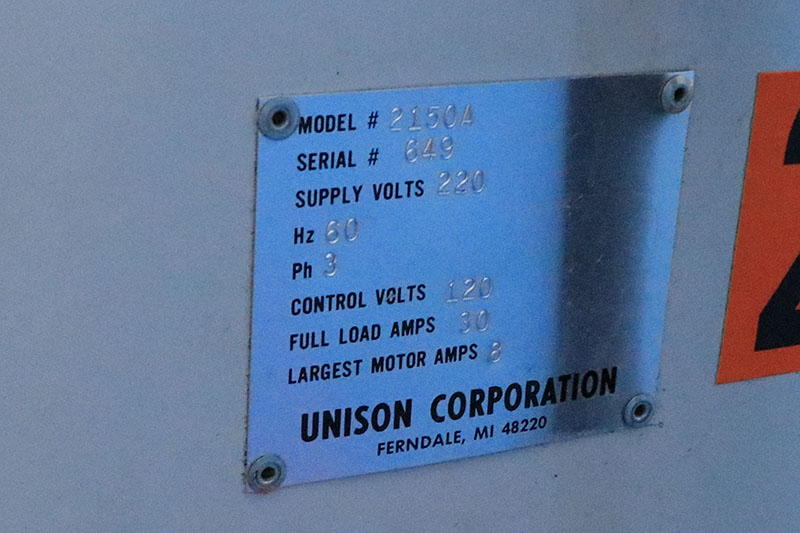 MODEL # 2150A
SERIAL # 649
SUPPLY VOLTS 220
Hz 60
Ph 3
CONTROL VOLTS 120
FULL LOAD AMPS 30
LARGEST MOTOR AMPS 8
UNISON CORPORATION
FERNDALE, MI 48220